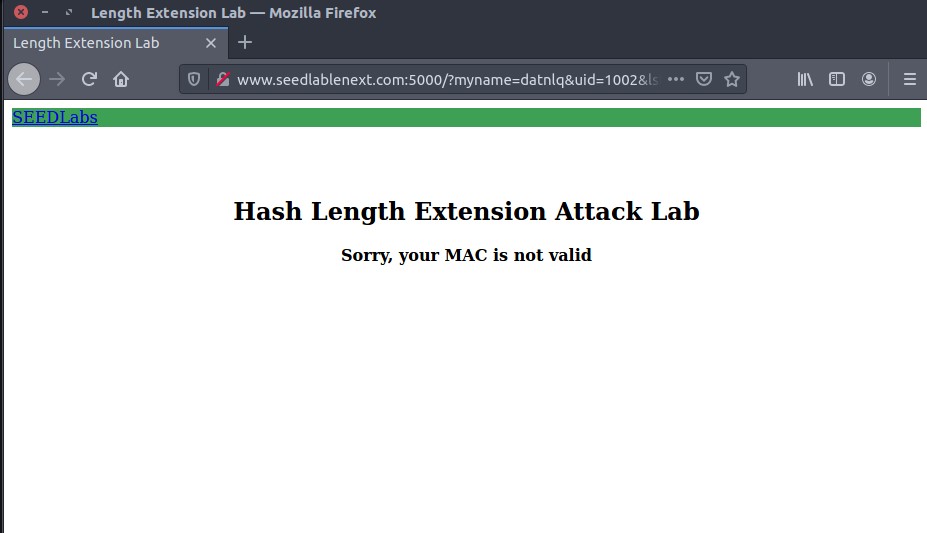 Length Extension Lab — Mozilla Firefox
Length Extension Lab
www.seedlablenext.com:5000/?myname=datnlq&uid=1002&ls
SEEDLabs
Hash Length Extension Attack Lab
Sorry, your MAC is not valid